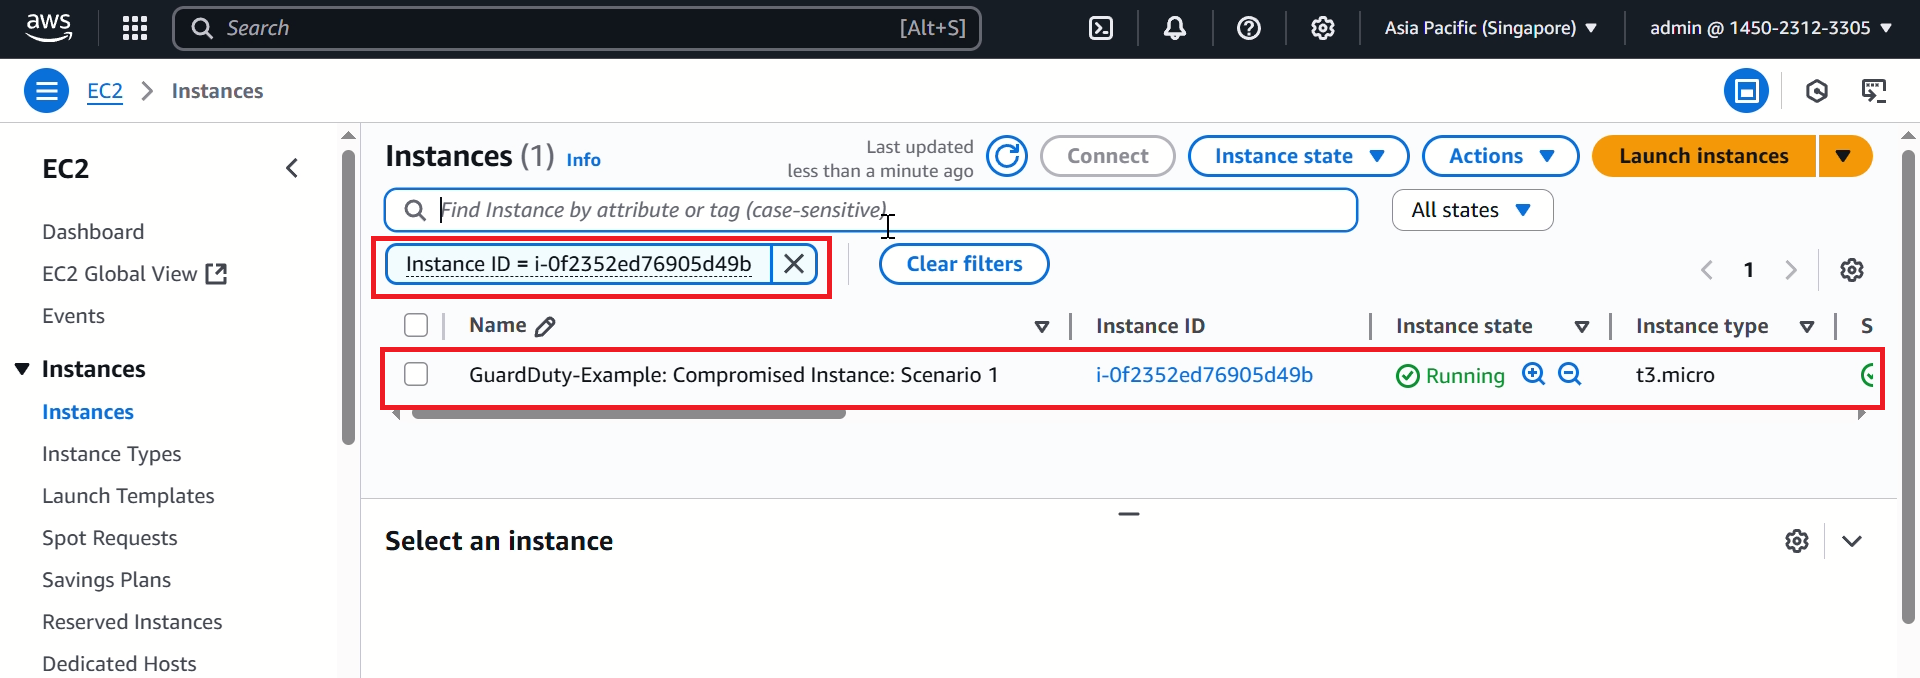 aws Search [Alt+S] Asia Pacific (Singapore) admin @ 1450-2312-3305
EC2 Instances
EC2
Dashboard
EC2 Global View
Events
Instances
Instances
Instance Types
Launch Templates
Spot Requests
Savings Plans
Reserved Instances
Dedicated Hosts
Instances (1) Info
Last updated
less than a minute ago
Connect Instance state Actions Launch instances
Find Instance by attribute or tag (case-sensitive) All states
Instance ID = i-0f2352ed76905d49b Clear filters 1
Name Instance ID Instance state Instance type S
GuardDuty-Example: Compromised Instance: Scenario 1 i-0f2352ed76905d49b Running t3.micro
Select an instance